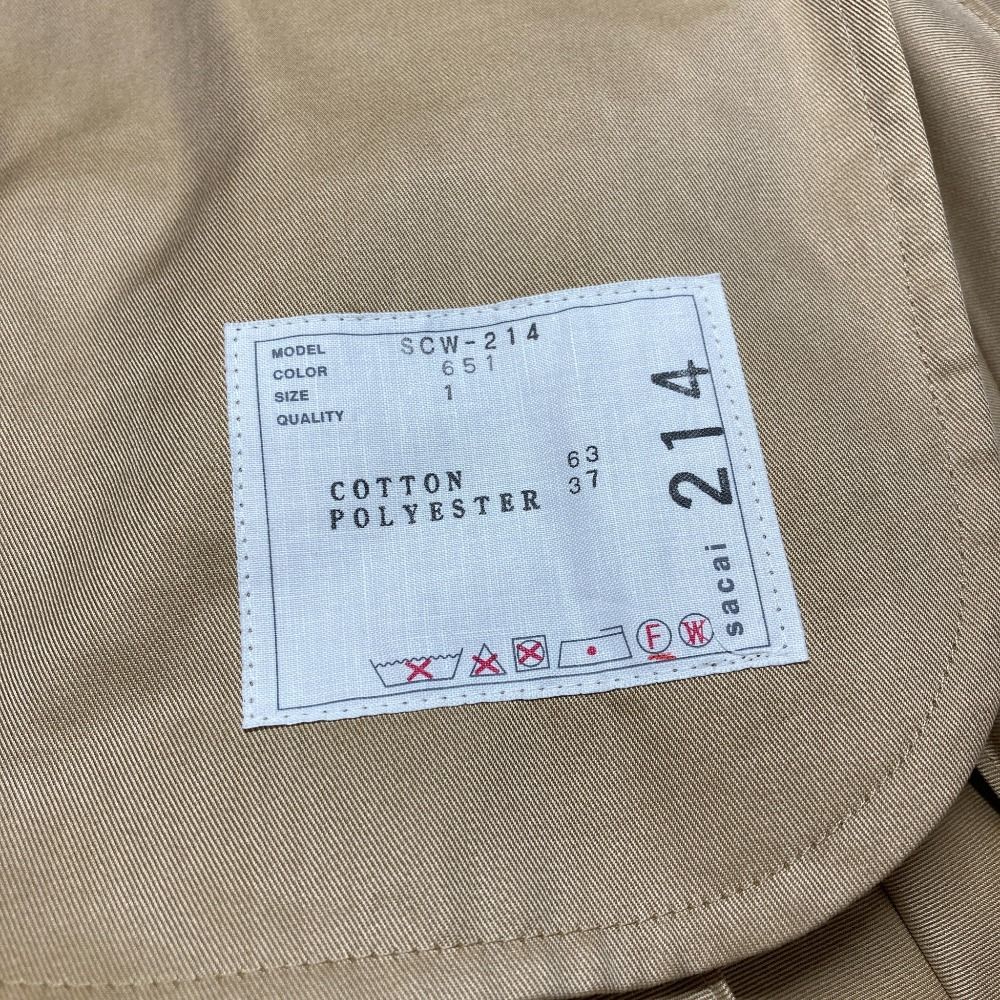 MODEL SCW-214
COLOR 651
SIZE 1
QUALITY
COTTON 63
POLYESTER 37
F W
sacai 214